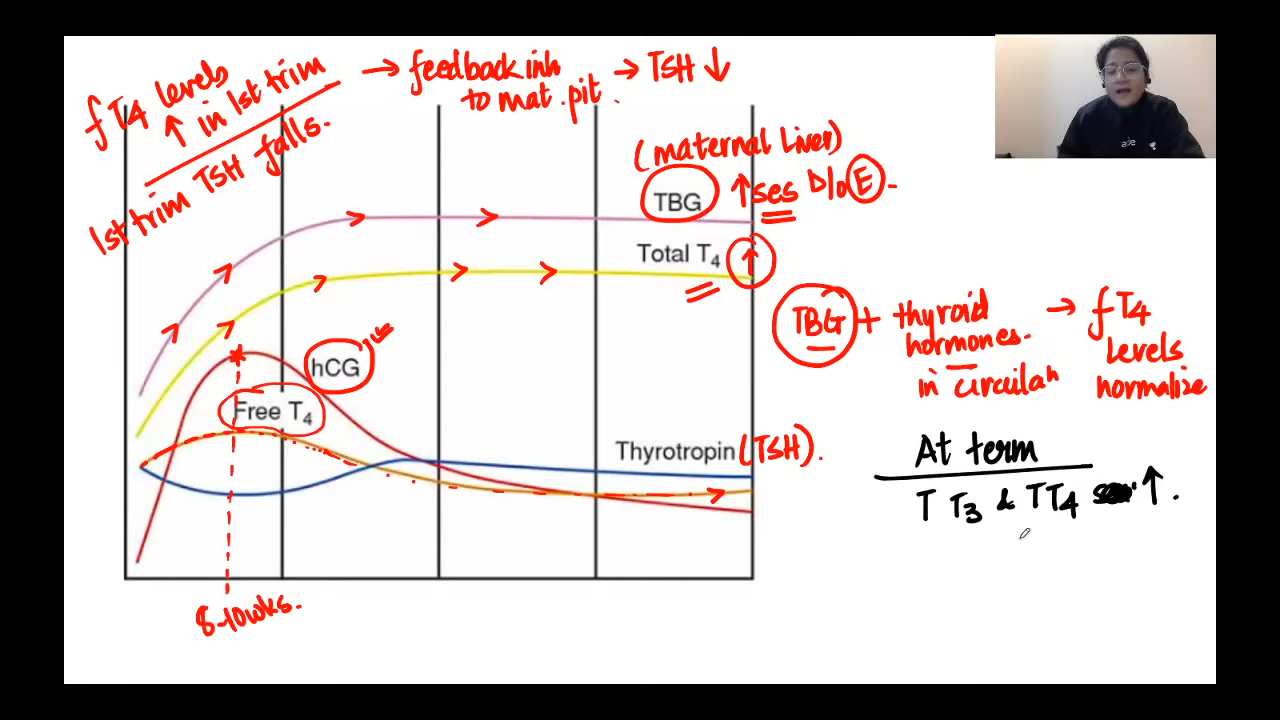 fT4 levels
↑ in 1st trim
1st trim TSH falls.
→ feedback inh
to mat. pit.
→ TSH ↓
(maternal Liver)
TBG ↑ses D/o E.
Total T4 ↑
hCG
Free T4
Thyrotropin (TSH).
8-10wks.
TBG + thyroid
hormones.
in circulan
→ fT4
levels
normalize
At term
TT3 & TT4 ↑.